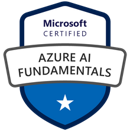 Microsoft
CERTIFIED
AZURE AI
FUNDAMENTALS